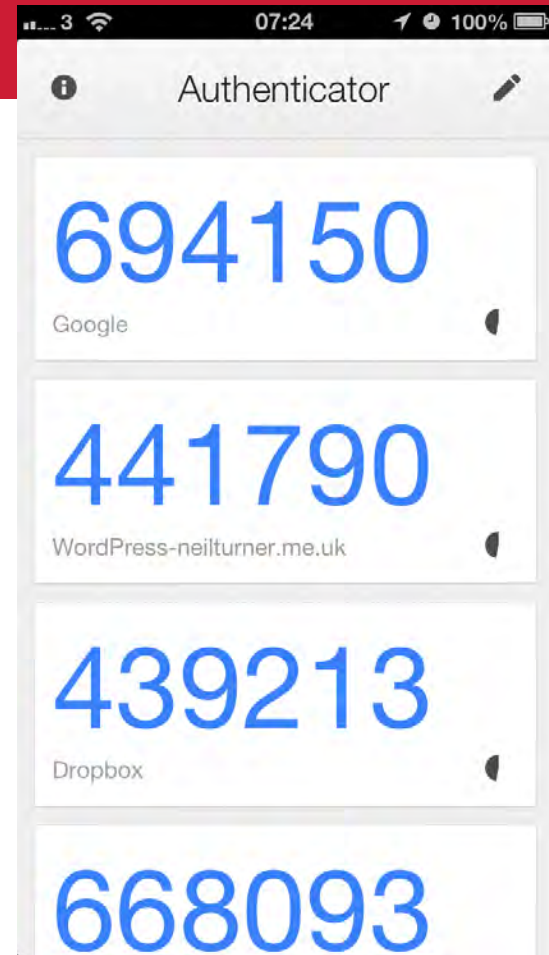 3 07:24 100%
Authenticator
694150
Google
441790
WordPress-neilturner.me.uk
439213
Dropbox
668093